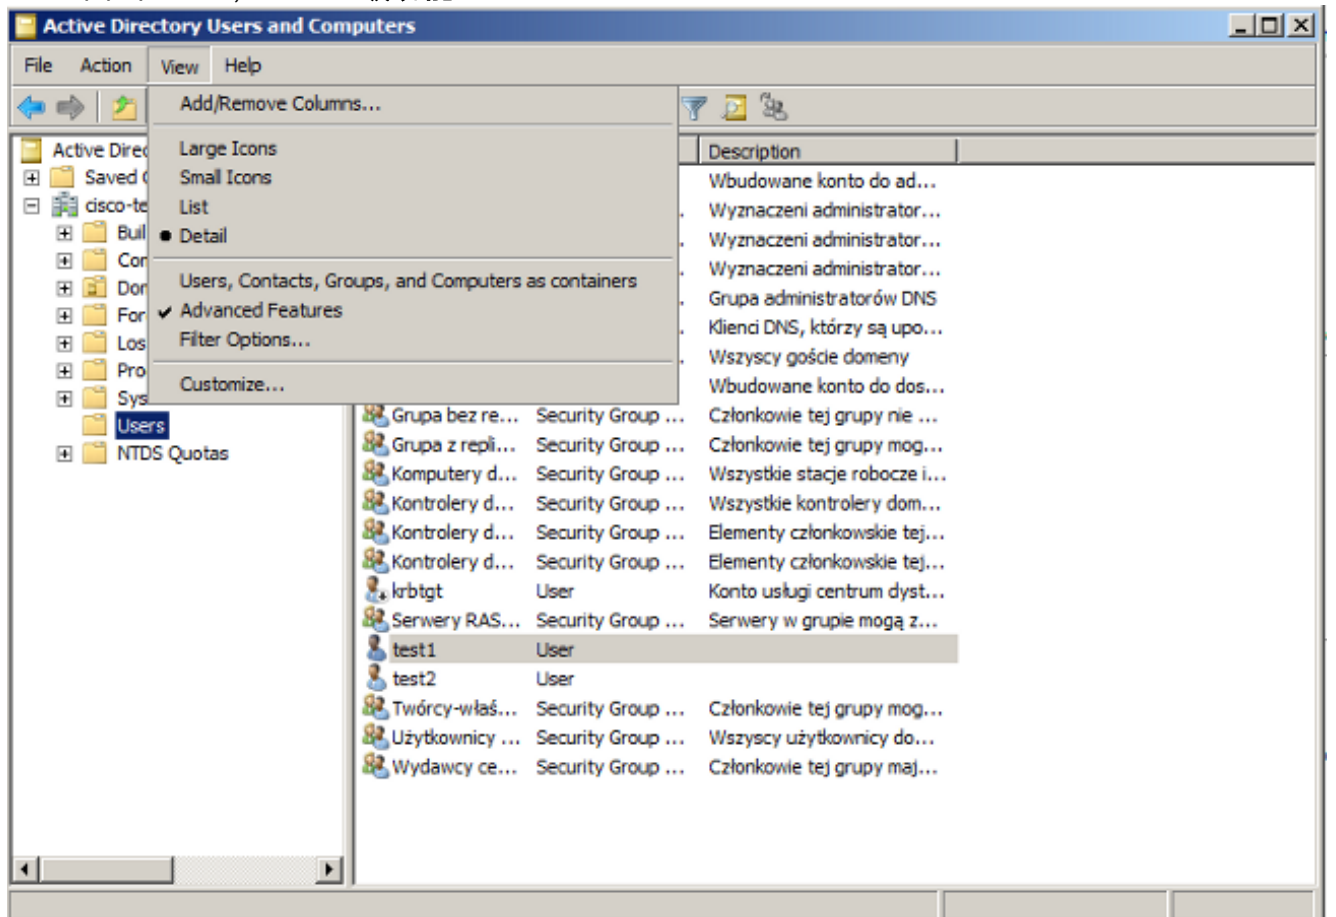 Active Directory Users and Computers
File Action View Help
Add/Remove Columns...
Large Icons
Small Icons
List
Detail
Users, Contacts, Groups, and Computers as containers
Advanced Features
Filter Options...
Customize...
Active Direc
Saved
cisco-te
Buil
Cor
Dor
For
Los
Pro
Sys
Users
NTDS Quotas
Description
Wbudowane konto do ad...
Wyznaczeni administrator...
Wyznaczeni administrator...
Wyznaczeni administrator...
Grupa administratorów DNS
Klienci DNS, którzy są upo...
Wszyscy goście domeny
Wbudowane konto do dos...
Grupa bez re... Security Group ... Członkowie tej grupy nie ...
Grupa z repli... Security Group ... Członkowie tej grupy mog...
Komputery d... Security Group ... Wszystkie stacje robocze i...
Kontrolery d... Security Group ... Wszystkie kontrolery dom...
Kontrolery d... Security Group ... Elementy członkowskie tej...
Kontrolery d... Security Group ... Elementy członkowskie tej...
krbtgt User Konto usługi centrum dyst...
Serwery RAS... Security Group ... Serwery w grupie mogą z...
test1 User
test2 User
Twórcy-właś... Security Group ... Członkowie tej grupy mog...
Użytkownicy ... Security Group ... Wszyscy użytkownicy do...
Wydawcy ce... Security Group ... Członkowie tej grupy maj...